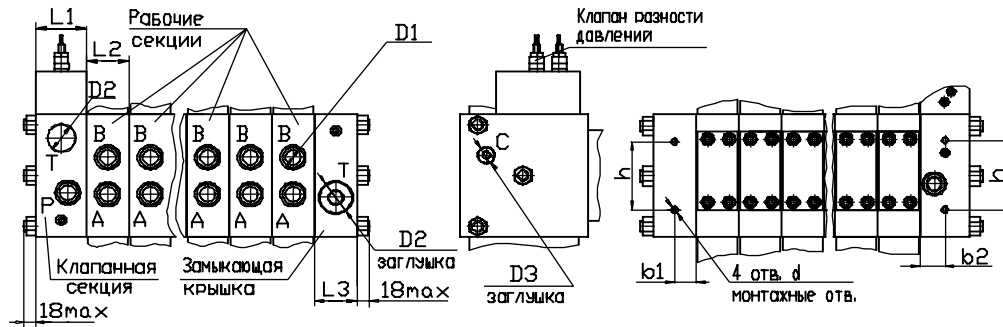 L1
Рабочие
секции
D1
L2
D2
B B B B B
T
T
P
A A A A A
D2
заглушка
Клапанная
секция
Замыкающая
крышка
L3
18max
18max
Клапан разности
давлений
C
D3
заглушка
h
h
b1
b2
4 отв. d
монтажные отв.